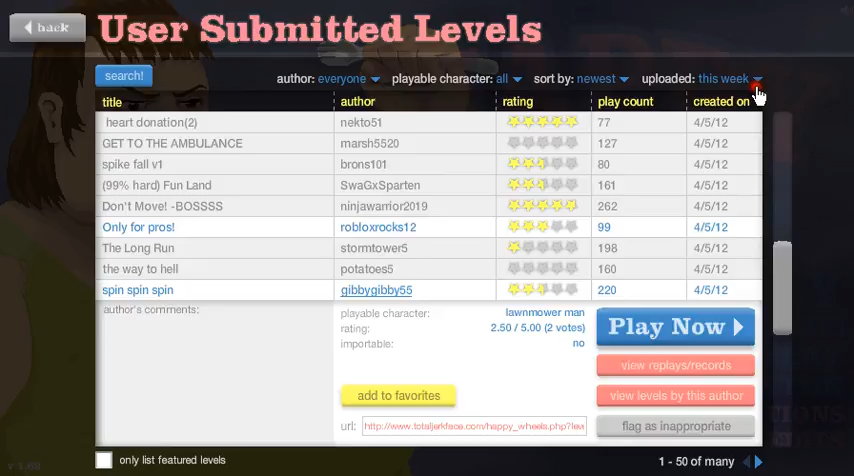 back
User Submitted Levels
search!
author: everyone playable character: all sort by: newest uploaded: this week
title author rating play count created on
heart donation(2) nekto51 77 4/5/12
GET TO THE AMBULANCE marsh5520 127 4/5/12
spike fall v1 brons101 80 4/5/12
(99% hard) Fun Land SwaGxSparten 161 4/5/12
Don't Move! -BOSSSS ninjawarrior2019 262 4/5/12
Only for pros! robloxrocks12 99 4/5/12
The Long Run stormtower5 198 4/5/12
the way to hell potatoes5 160 4/5/12
spin spin spin gibbygibby55 220 4/5/12
author's comments:
playable character: lawnmower man
rating: 2.50 / 5.00 (2 votes)
importable: no
Play Now
view replays/records
add to favorites
view levels by this author
url: http://www.totaljerkface.com/happy_wheels.php?leve
flag as inappropriate
only list featured levels
1 - 50 of many